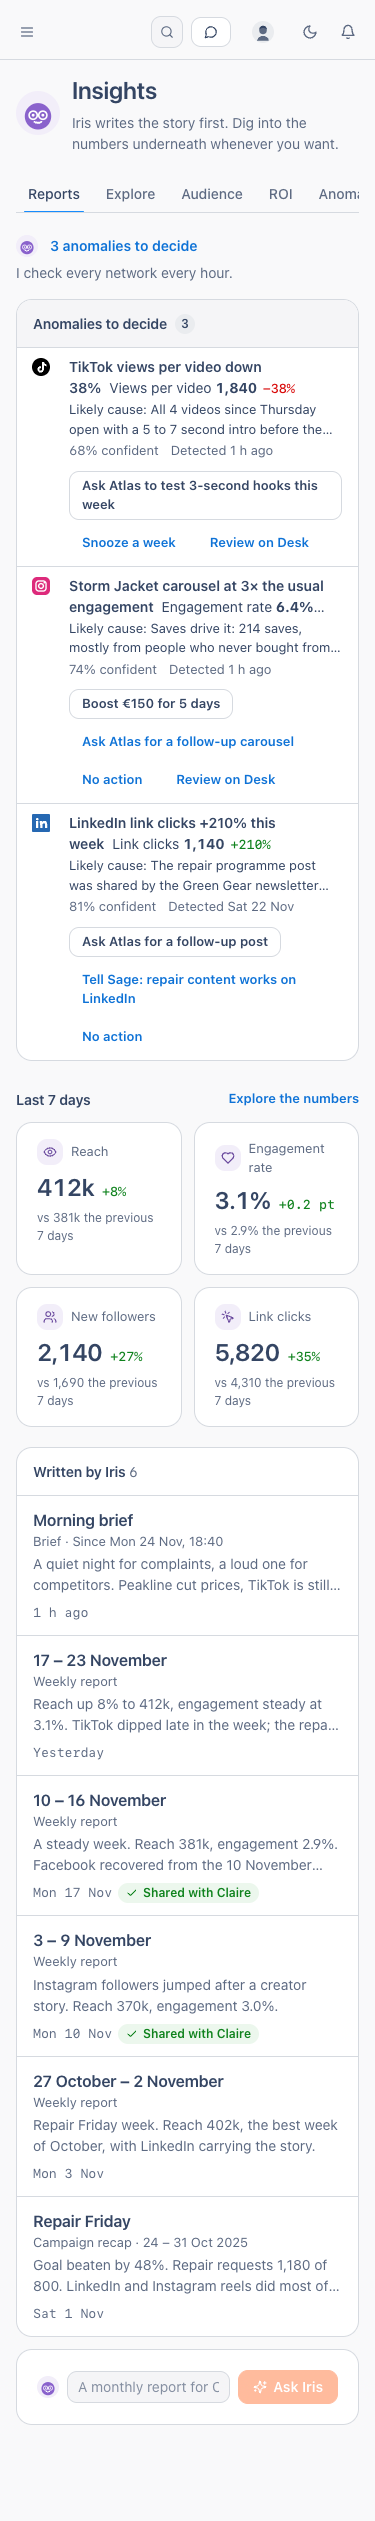 Insights
Iris writes the story first. Dig into the
numbers underneath whenever you want.
Reports Explore Audience ROI Anoma
3 anomalies to decide
I check every network every hour.
Anomalies to decide 3
TikTok views per video down
38% Views per video 1,840 −38%
Likely cause: All 4 videos since Thursday
open with a 5 to 7 second intro before the...
68% confident Detected 1 h ago
Ask Atlas to test 3-second hooks this
week
Snooze a week Review on Desk
Storm Jacket carousel at 3× the usual
engagement Engagement rate 6.4%...
Likely cause: Saves drive it: 214 saves,
mostly from people who never bought from...
74% confident Detected 1 h ago
Boost €150 for 5 days
Ask Atlas for a follow-up carousel
No action Review on Desk
LinkedIn link clicks +210% this
week Link clicks 1,140 +210%
Likely cause: The repair programme post
was shared by the Green Gear newsletter...
81% confident Detected Sat 22 Nov
Ask Atlas for a follow-up post
Tell Sage: repair content works on
LinkedIn
No action
Last 7 days Explore the numbers
Reach
412k +8%
vs 381k the previous
7 days
Engagement
rate
3.1% +0.2 pt
vs 2.9% the previous
7 days
New followers
2,140 +27%
vs 1,690 the previous
7 days
Link clicks
5,820 +35%
vs 4,310 the previous
7 days
Written by Iris 6
Morning brief
Brief · Since Mon 24 Nov, 18:40
A quiet night for complaints, a loud one for
competitors. Peakline cut prices, TikTok is still...
1 h ago
17 – 23 November
Weekly report
Reach up 8% to 412k, engagement steady at
3.1%. TikTok dipped late in the week; the repa...
Yesterday
10 – 16 November
Weekly report
A steady week. Reach 381k, engagement 2.9%.
Facebook recovered from the 10 November...
Mon 17 Nov Shared with Claire
3 – 9 November
Weekly report
Instagram followers jumped after a creator
story. Reach 370k, engagement 3.0%.
Mon 10 Nov Shared with Claire
27 October – 2 November
Weekly report
Repair Friday week. Reach 402k, the best week
of October, with LinkedIn carrying the story.
Mon 3 Nov
Repair Friday
Campaign recap · 24 – 31 Oct 2025
Goal beaten by 48%. Repair requests 1,180 of
800. LinkedIn and Instagram reels did most of...
Sat 1 Nov
A monthly report for C Ask Iris